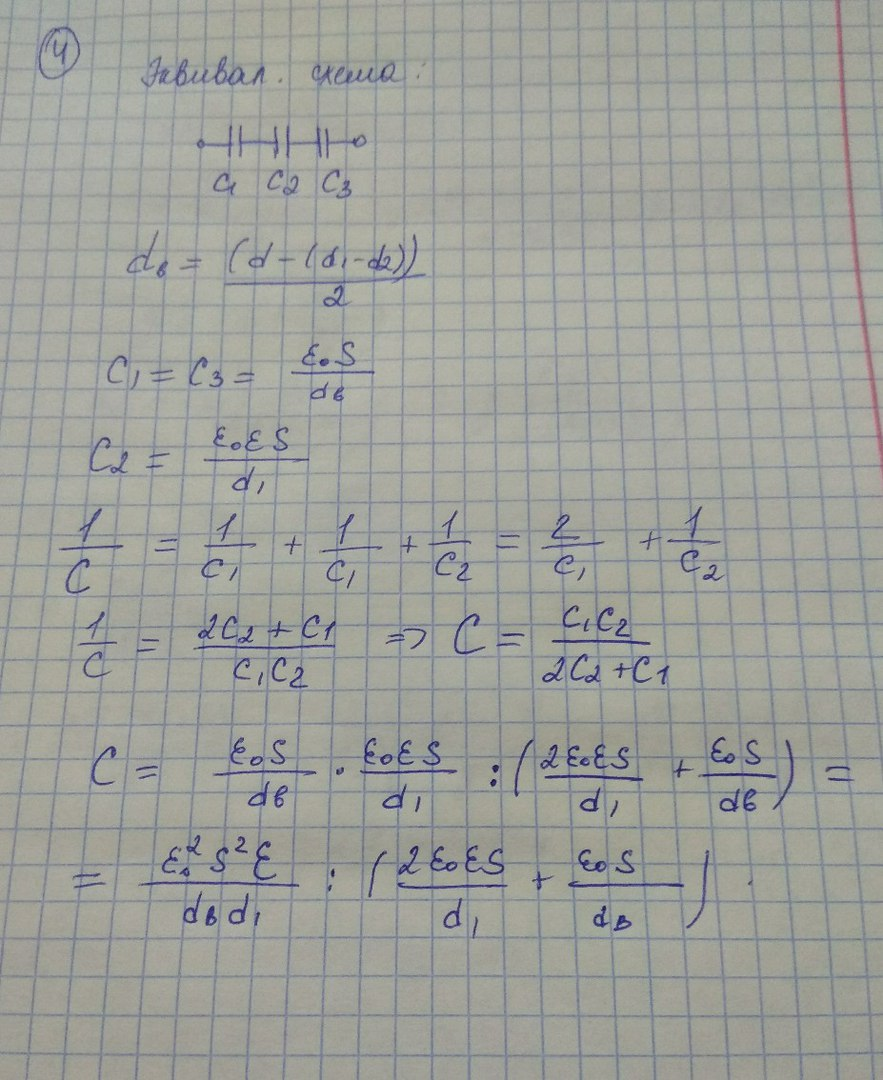 4
Эквивал. схема:
C1 C2 C3
dв = (d - (d1 - d2)) / 2
C1 = C3 = ε0S / dв
C2 = ε0εS / d1
1/C = 1/C1 + 1/C1 + 1/C2 = 2/C1 + 1/C2
1/C = (2C2 + C1) / C1C2 => C = C1C2 / (2C2 + C1)
C = ε0S/dв · ε0εS/d1 : (2ε0εS/d1 + ε0S/dв) =
= ε0²S²ε / dвd1 : (2ε0εS/d1 + ε0S/dв)